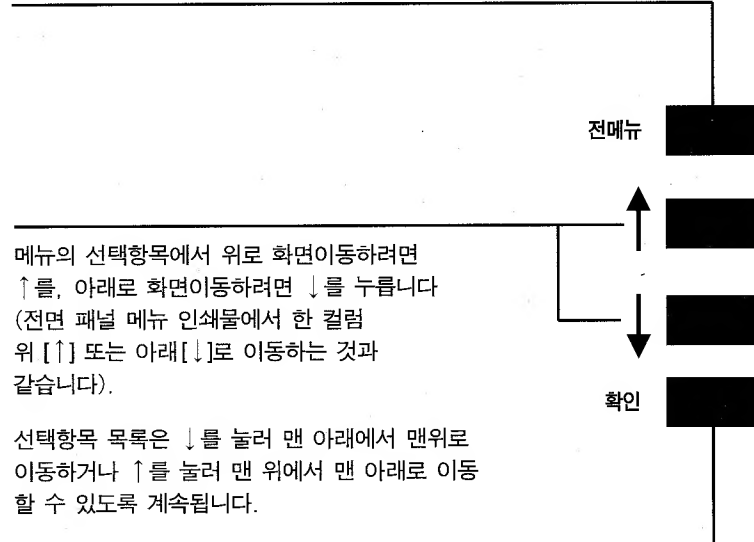 전메뉴
메뉴의 선택항목에서 위로 화면이동하려면
↑를, 아래로 화면이동하려면 ↓를 누릅니다
(전면 패널 메뉴 인쇄물에서 한 컬럼
위 [↑] 또는 아래[↓]로 이동하는 것과
같습니다).
확인
선택항목 목록은 ↓를 눌러 맨 아래에서 맨위로
이동하거나 ↑를 눌러 맨 위에서 맨 아래로 이동
할 수 있도록 계속됩니다.